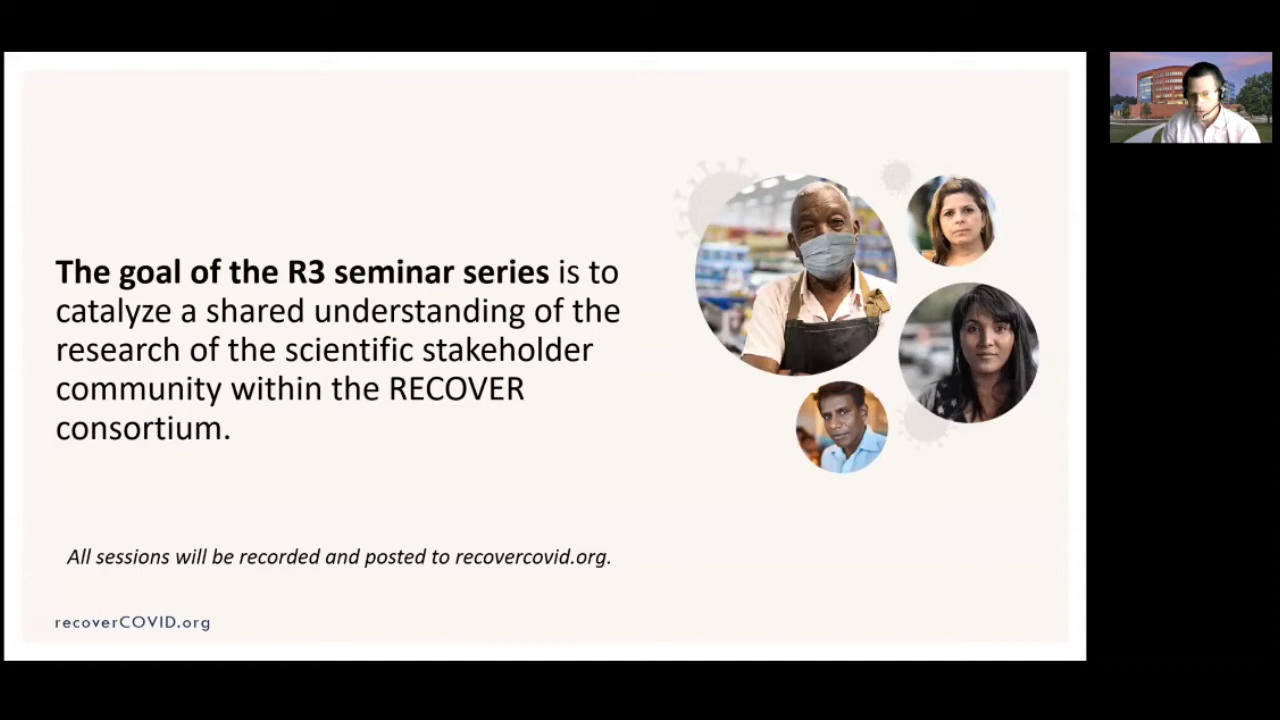 The goal of the R3 seminar series is to
catalyze a shared understanding of the
research of the scientific stakeholder
community within the RECOVER
consortium.
All sessions will be recorded and posted to recovercovid.org.
recoverCOVID.org